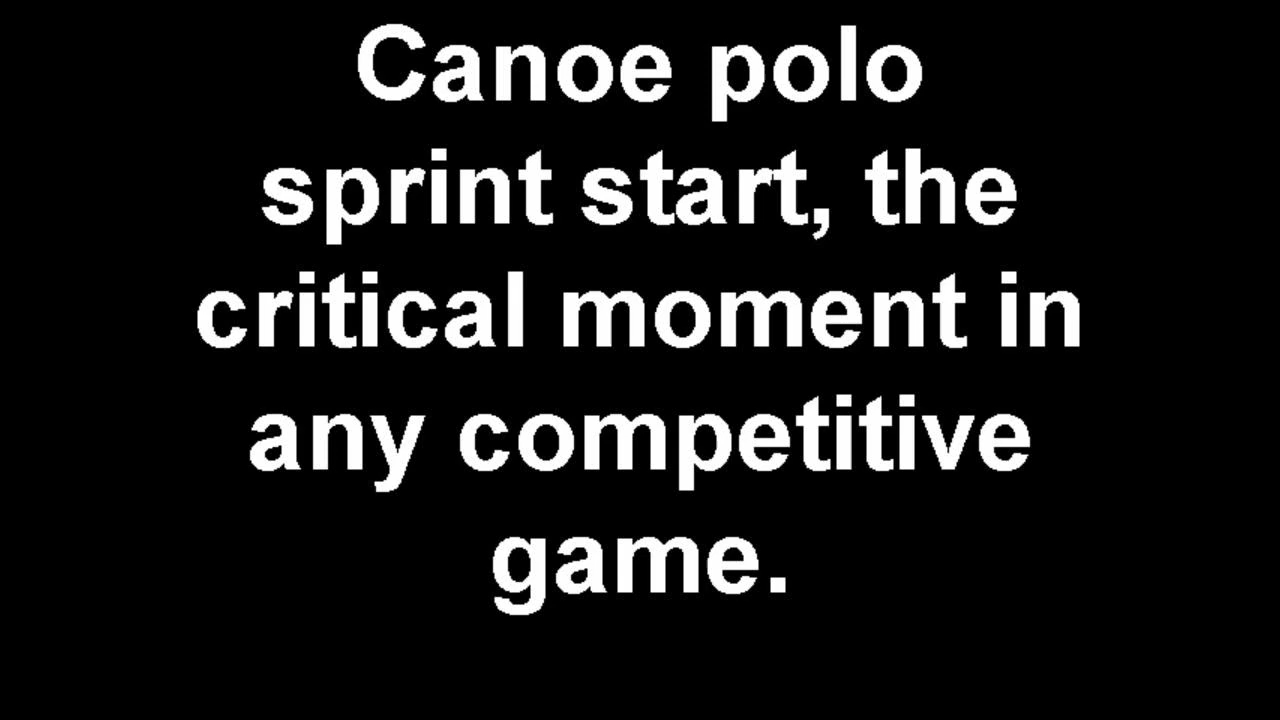 Canoe polo
sprint start, the
critical moment in
any competitive
game.